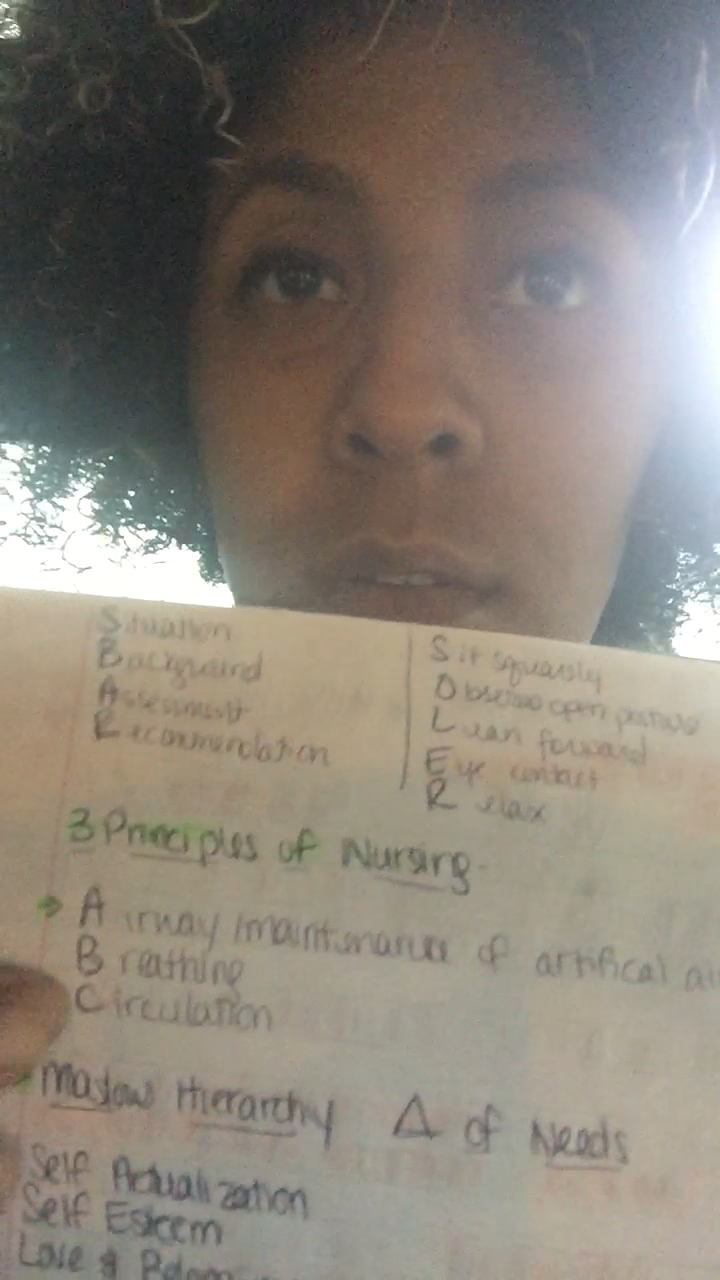 Situation
Background
Assessment
Recommendation
Sit squarely
Observe open posture
Lean forward
Eye contact
Relax
3 Principles of Nursing
→ Airway/maintenance of artifical
Breathing
Circulation
Maslow Hierarchy Δ of Needs
Self Actualization
Self Esteem
Love &